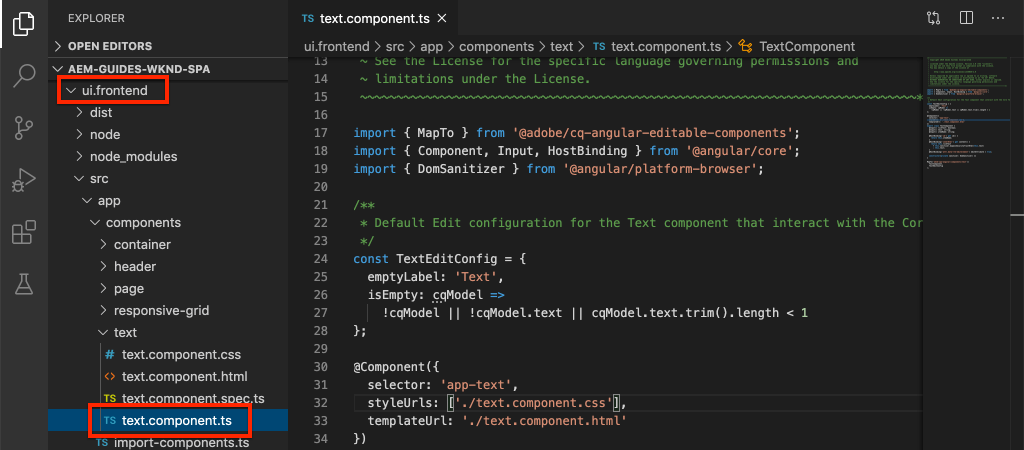 EXPLORER
OPEN EDITORS
AEM-GUIDES-WKND-SPA
ui.frontend
dist
node
node_modules
src
app
components
container
header
page
responsive-grid
text
# text.component.css
<> text.component.html
TS text.component.spec.ts
TS text.component.ts
TS import-components.ts
TS text.component.ts ×
ui.frontend > src > app > components > text > TS text.component.ts > TextComponent
13 ~ See the License for the specific language governing permissions and
14 ~ limitations under the License.
15 ~~~~~~~~~~~~~~~~~~~~~~~~~~~~~~~~~~~~~~~~~~~~~~~~~~~~~~~~~~~~~~~~~~~~~~~~~~~~~*
16
17 import { MapTo } from '@adobe/cq-angular-editable-components';
18 import { Component, Input, HostBinding } from '@angular/core';
19 import { DomSanitizer } from '@angular/platform-browser';
20
21 /**
22 * Default Edit configuration for the Text component that interact with the Cor
23 */
24 const TextEditConfig = {
25 emptyLabel: 'Text',
26 isEmpty: cqModel =>
27 !cqModel || !cqModel.text || cqModel.text.trim().length < 1
28 };
29
30 @Component({
31 selector: 'app-text',
32 styleUrls: ['./text.component.css'],
33 templateUrl: './text.component.html'
34 })